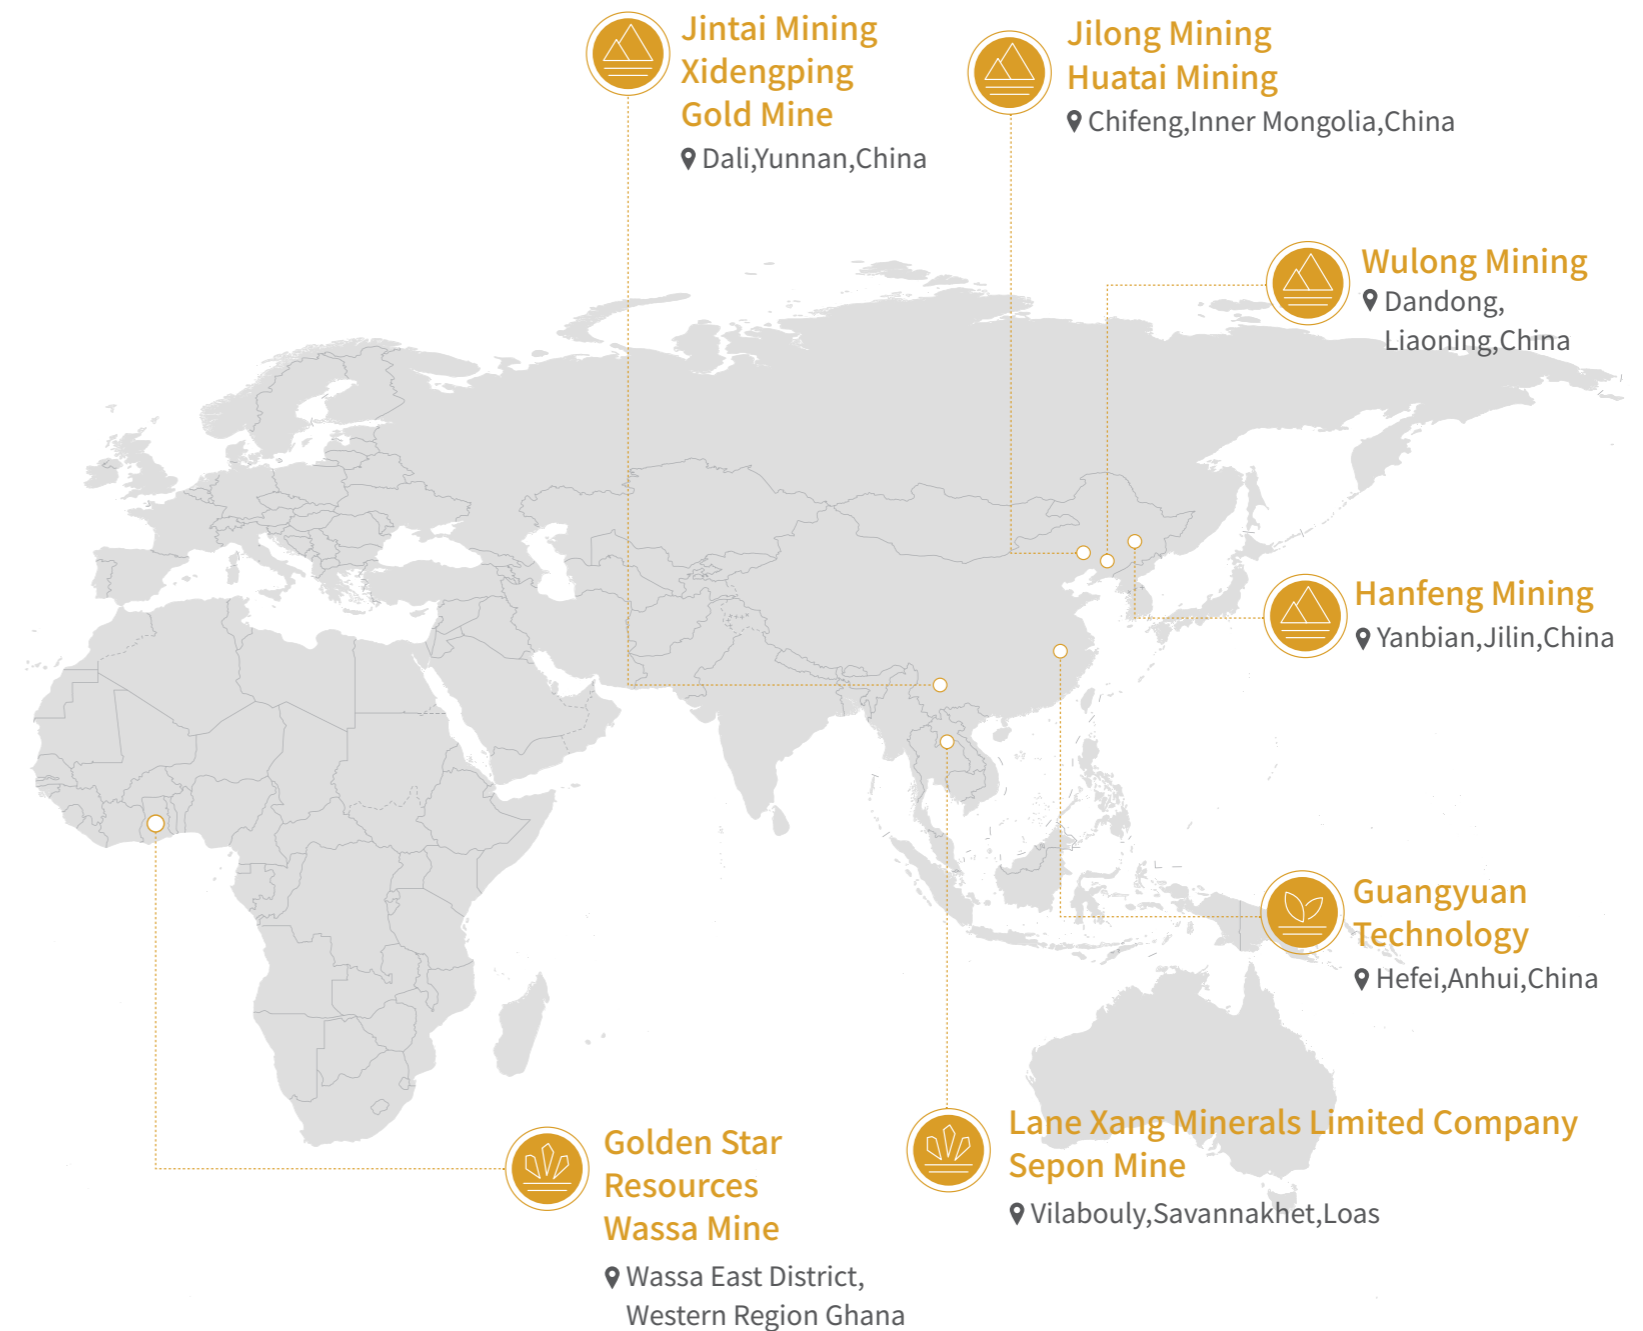 Jintai Mining
Xidengping
Gold Mine
Dali,Yunnan,China
Jilong Mining
Huatai Mining
Chifeng,Inner Mongolia,China
Wulong Mining
Dandong,
Liaoning,China
Hanfeng Mining
Yanbian,Jilin,China
Guangyuan
Technology
Hefei,Anhui,China
Lane Xang Minerals Limited Company
Sepon Mine
Vilabouly,Savannakhet,Loas
Golden Star
Resources
Wassa Mine
Wassa East District,
Western Region Ghana